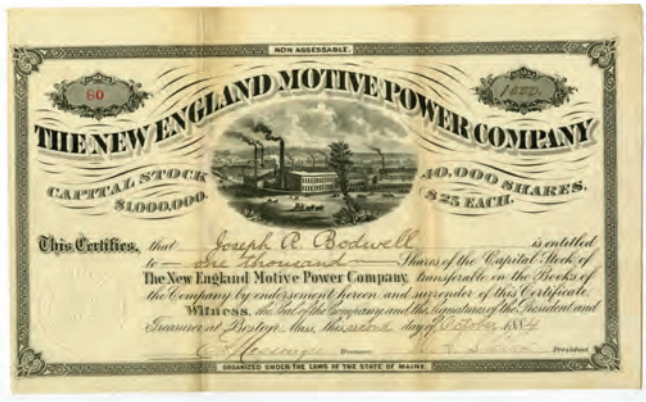 NON ASSESSABLE.
NUMBER
80
SHARES
1000.
THE NEW ENGLAND MOTIVE POWER COMPANY
CAPITAL STOCK
$1,000,000.
40,000 SHARES.
$25 EACH.
This Certifies, that Joseph R. Bodwell is entitled
to one thousand Shares of the Capital Stock of
The New England Motive Power Company, transferable on the Books of
the Company by endorsement hereon and surrender of this Certificate.
Witness, the Seal of the Company and the Signatures of the President and
Treasurer at Boston, Mass, this second day of October 1884
Treasurer.
President
ORGANIZED UNDER THE LAWS OF THE STATE OF MAINE.